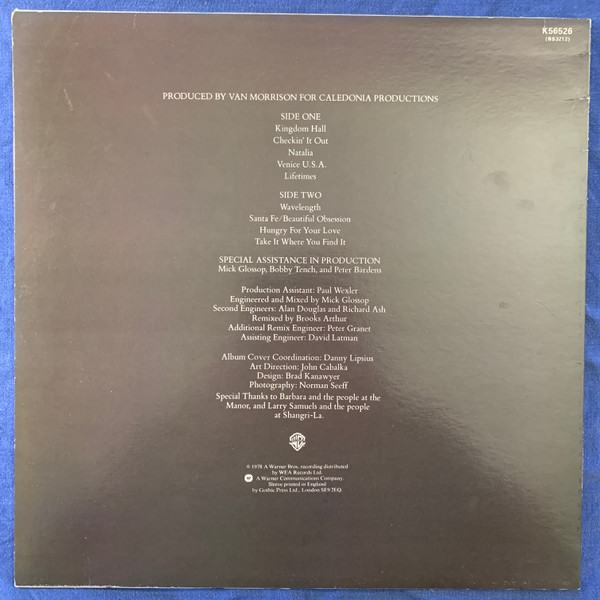 K56526
(BS3212)
PRODUCED BY VAN MORRISON FOR CALEDONIA PRODUCTIONS
SIDE ONE
Kingdom Hall
Checkin' It Out
Natalia
Venice U.S.A.
Lifetimes
SIDE TWO
Wavelength
Santa Fe/Beautiful Obsession
Hungry For Your Love
Take It Where You Find It
SPECIAL ASSISTANCE IN PRODUCTION
Mick Glossop, Bobby Tench, and Peter Bardens
Production Assistant: Paul Wexler
Engineered and Mixed by Mick Glossop
Second Engineers: Alan Douglas and Richard Ash
Remixed by Brooks Arthur
Additional Remix Engineer: Peter Granet
Assisting Engineer: David Latman
Album Cover Coordination: Danny Lipsius
Art Direction: John Cabalka
Design: Brad Kanawyer
Photography: Norman Seeff
Special Thanks to Barbara and the people at the
Manor, and Larry Samuels and the people
at Shangri-La.
℗ 1978 A Warner Bros. recording distributed
by WEA Records Ltd.
A Warner Communications Company.
Sleeve printed in England
by Gothic Press Ltd., London SE9 2EQ.